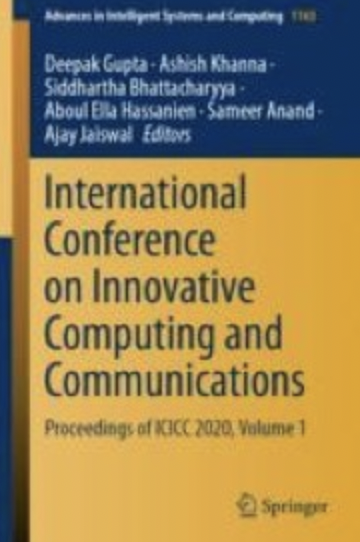 Advances in Intelligent Systems and Computing
Deepak Gupta · Ashish Khanna ·
Siddhartha Bhattacharyya ·
Aboul Ella Hassanien · Sameer Anand ·
Ajay Jaiswal Editors
International
Conference
on Innovative
Computing and
Communications
Proceedings of ICICC 2020, Volume 1
Springer